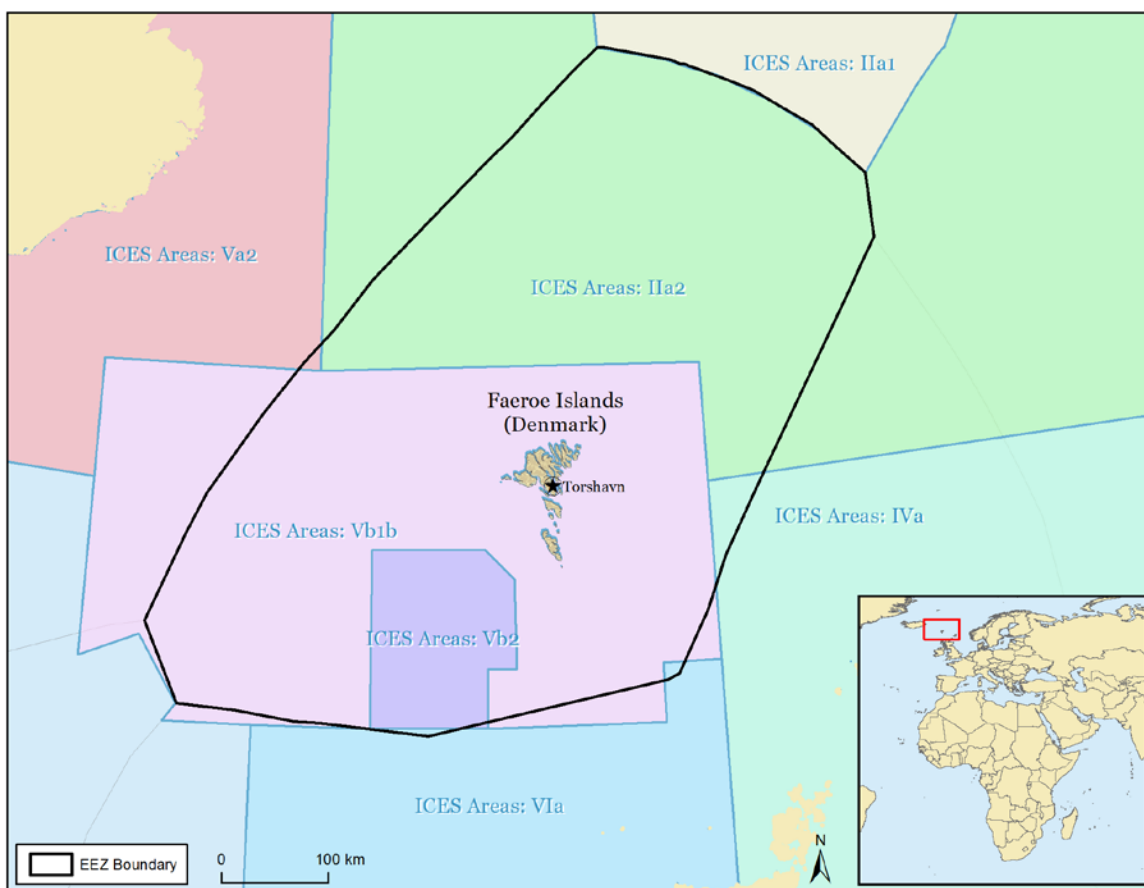 ICES Areas: IIa1
ICES Areas: Va2
ICES Areas: IIa2
Faeroe Islands
(Denmark)
Torshavn
ICES Areas: Vb1b
ICES Areas: IVa
ICES Areas: Vb2
ICES Areas: VIa
EEZ Boundary
0 100 km
N